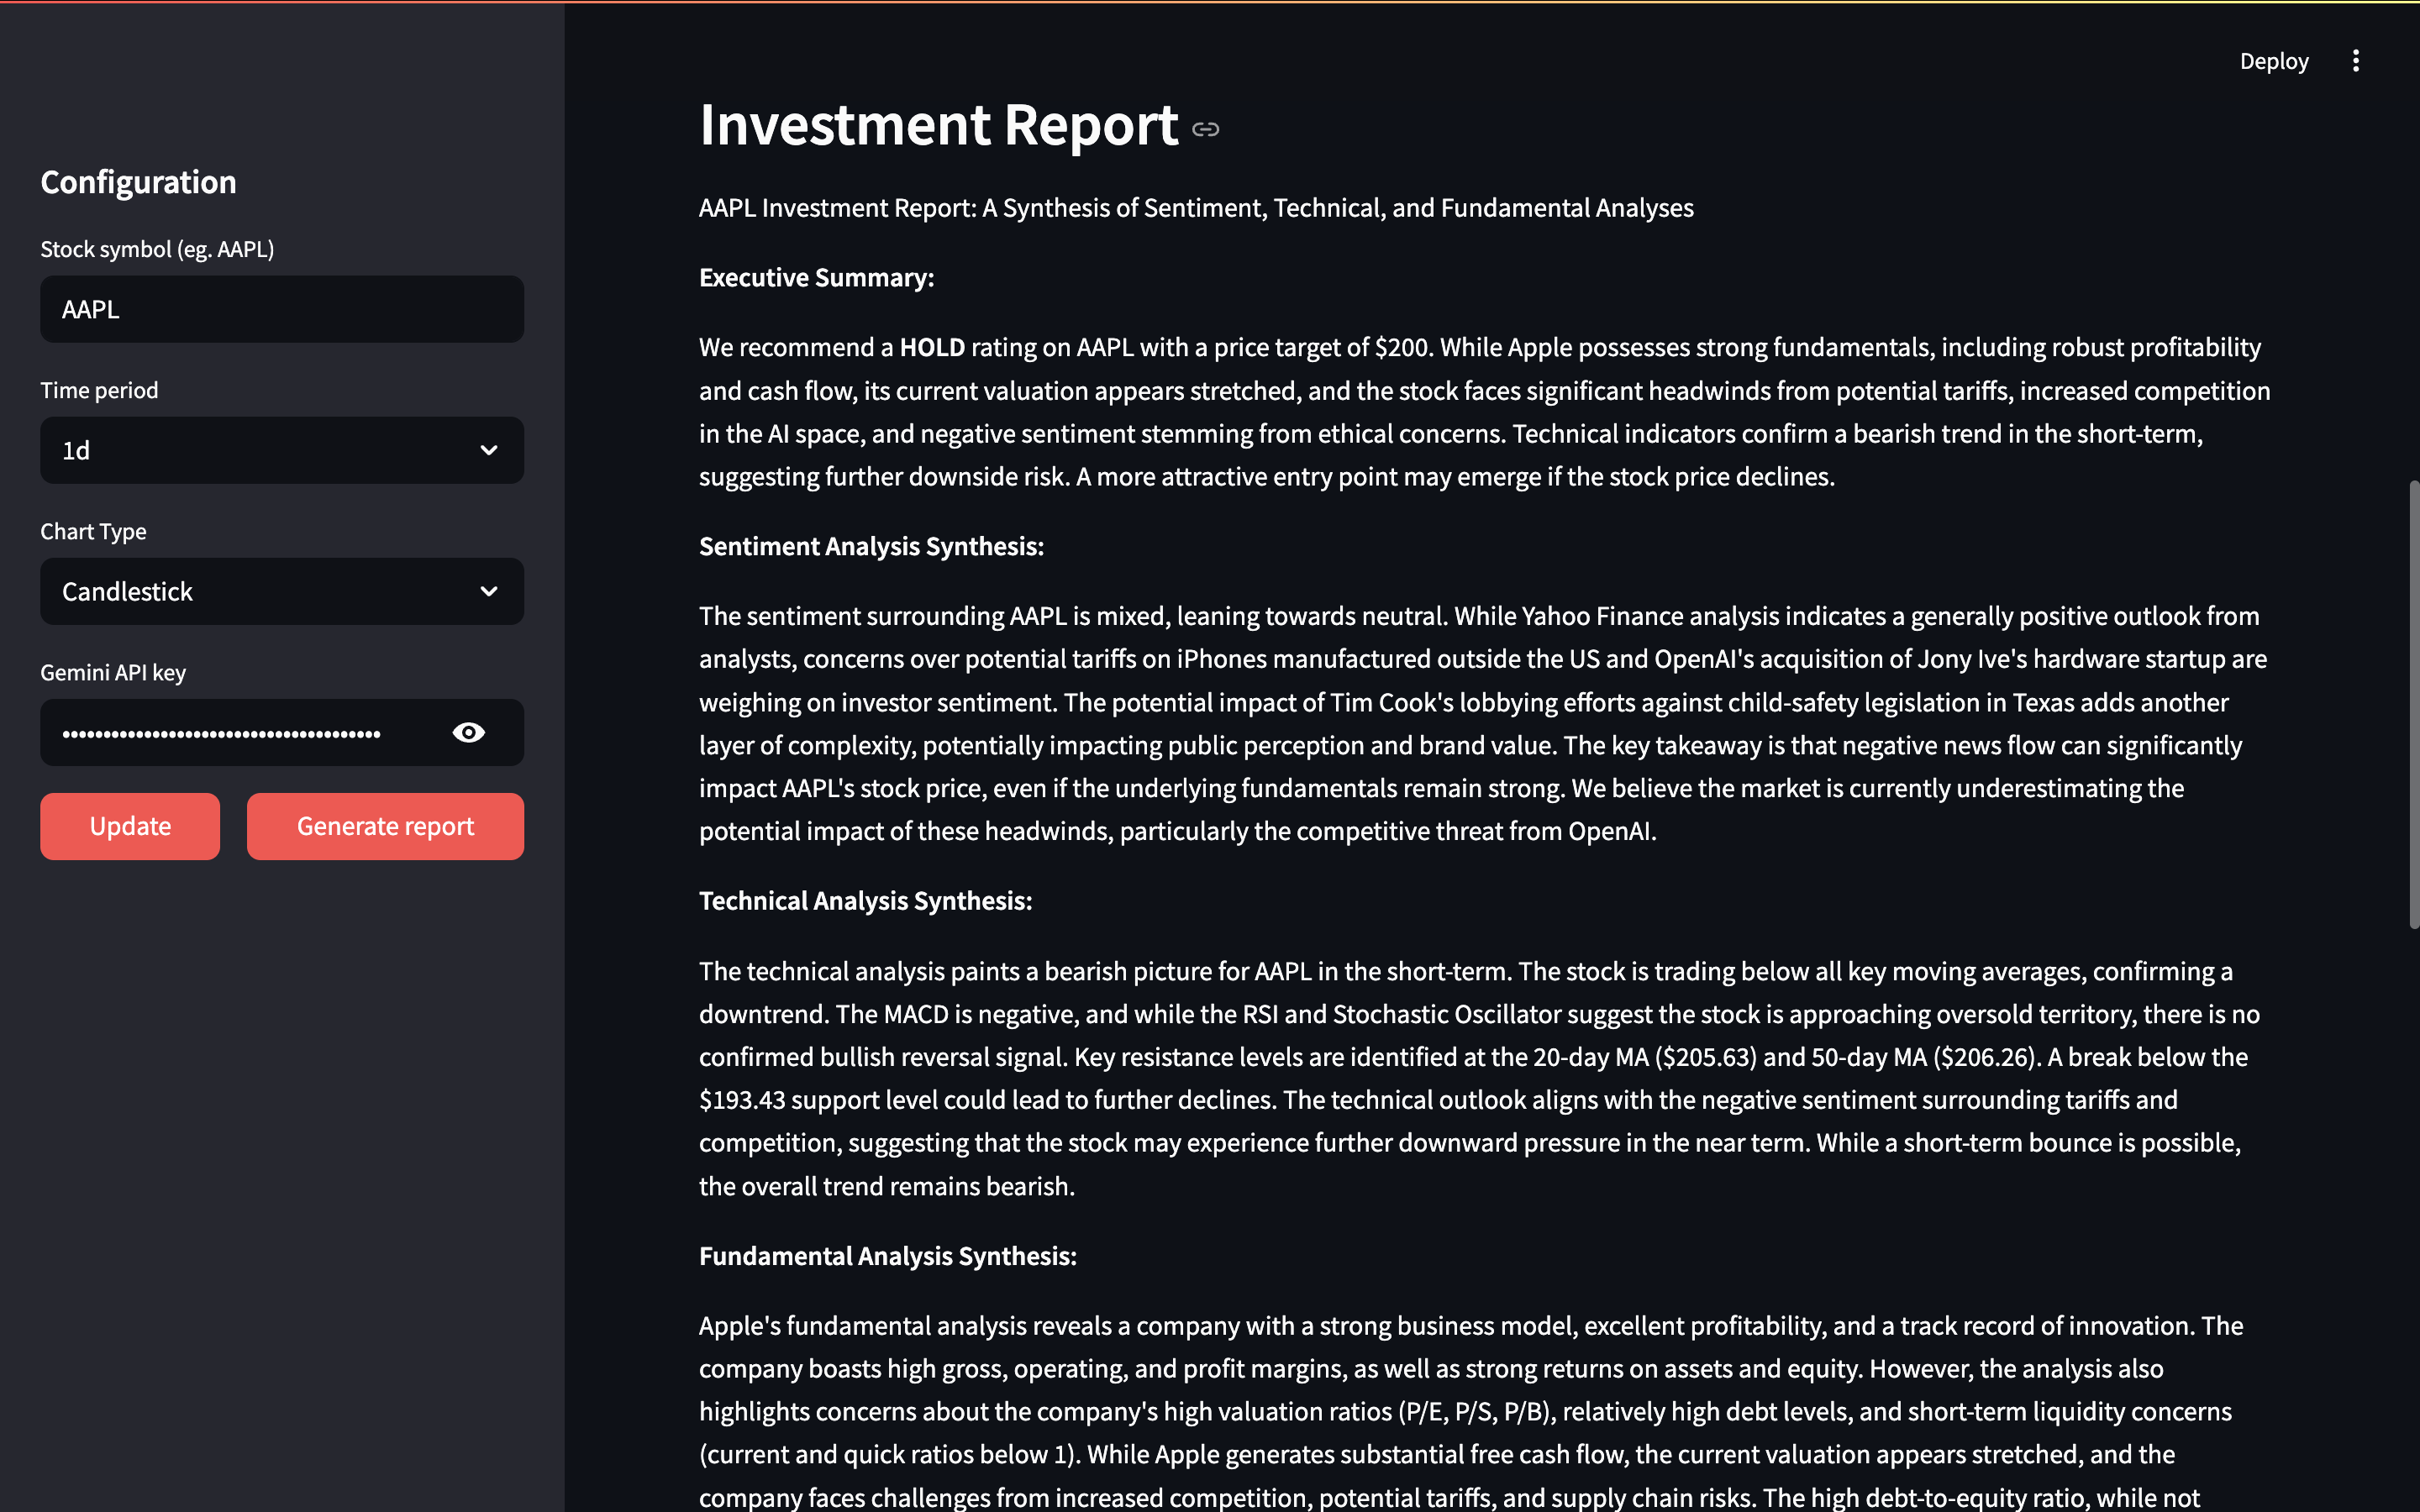 Deploy
Configuration
Stock symbol (eg. AAPL)
AAPL
Time period
1d
Chart Type
Candlestick
Gemini API key
•••••••••••••••••••••••••••••••••••••••
Update
Generate report
Investment Report
AAPL Investment Report: A Synthesis of Sentiment, Technical, and Fundamental Analyses
Executive Summary:
We recommend a HOLD rating on AAPL with a price target of $200. While Apple possesses strong fundamentals, including robust profitability
and cash flow, its current valuation appears stretched, and the stock faces significant headwinds from potential tariffs, increased competition
in the AI space, and negative sentiment stemming from ethical concerns. Technical indicators confirm a bearish trend in the short-term,
suggesting further downside risk. A more attractive entry point may emerge if the stock price declines.
Sentiment Analysis Synthesis:
The sentiment surrounding AAPL is mixed, leaning towards neutral. While Yahoo Finance analysis indicates a generally positive outlook from
analysts, concerns over potential tariffs on iPhones manufactured outside the US and OpenAI's acquisition of Jony Ive's hardware startup are
weighing on investor sentiment. The potential impact of Tim Cook's lobbying efforts against child-safety legislation in Texas adds another
layer of complexity, potentially impacting public perception and brand value. The key takeaway is that negative news flow can significantly
impact AAPL's stock price, even if the underlying fundamentals remain strong. We believe the market is currently underestimating the
potential impact of these headwinds, particularly the competitive threat from OpenAI.
Technical Analysis Synthesis:
The technical analysis paints a bearish picture for AAPL in the short-term. The stock is trading below all key moving averages, confirming a
downtrend. The MACD is negative, and while the RSI and Stochastic Oscillator suggest the stock is approaching oversold territory, there is no
confirmed bullish reversal signal. Key resistance levels are identified at the 20-day MA ($205.63) and 50-day MA ($206.26). A break below the
$193.43 support level could lead to further declines. The technical outlook aligns with the negative sentiment surrounding tariffs and
competition, suggesting that the stock may experience further downward pressure in the near term. While a short-term bounce is possible,
the overall trend remains bearish.
Fundamental Analysis Synthesis:
Apple's fundamental analysis reveals a company with a strong business model, excellent profitability, and a track record of innovation. The
company boasts high gross, operating, and profit margins, as well as strong returns on assets and equity. However, the analysis also
highlights concerns about the company's high valuation ratios (P/E, P/S, P/B), relatively high debt levels, and short-term liquidity concerns
(current and quick ratios below 1). While Apple generates substantial free cash flow, the current valuation appears stretched, and the
company faces challenges from increased competition, potential tariffs, and supply chain risks. The high debt-to-equity ratio, while not